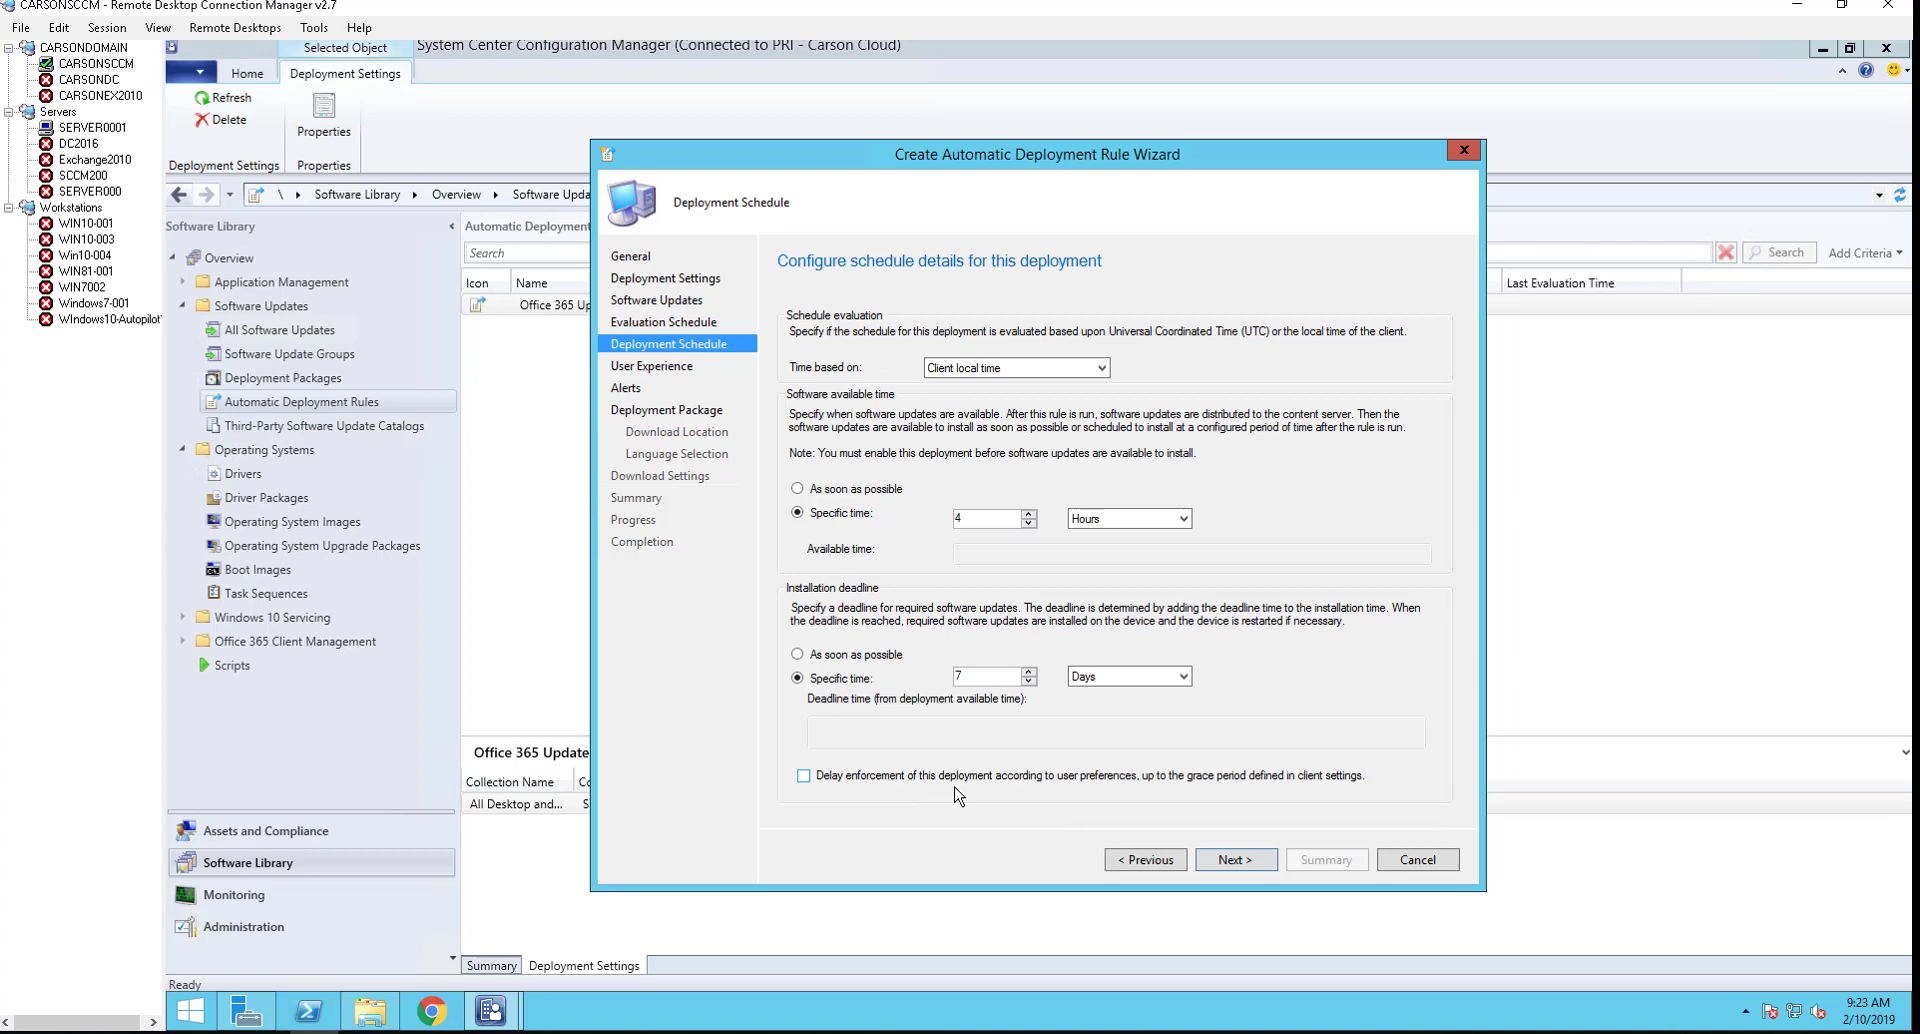 CARSONSCCM - Remote Desktop Connection Manager v2.7
File Edit Session View Remote Desktops Tools Help
CARSONDOMAIN
CARSONSCCM
CARSONDC
CARSONEX2010
Servers
SERVER0001
DC2016
Exchange2010
SCCM200
SERVER000
Workstations
WIN10-001
WIN10-003
Win10-004
WIN81-001
WIN7002
Windows7-001
WIndows10-Autopilot
Selected Object
System Center Configuration Manager (Connected to PRI - Carson Cloud)
Home
Deployment Settings
Refresh
Delete
Properties
Deployment Settings
Properties
\ Software Library Overview Software Upda
Software Library
Overview
Application Management
Software Updates
All Software Updates
Software Update Groups
Deployment Packages
Automatic Deployment Rules
Third-Party Software Update Catalogs
Operating Systems
Drivers
Driver Packages
Operating System Images
Operating System Upgrade Packages
Boot Images
Task Sequences
Windows 10 Servicing
Office 365 Client Management
Scripts
Assets and Compliance
Software Library
Monitoring
Administration
Automatic Deployment
Search
Icon Name
Office 365 Up
Search
Add Criteria
Last Evaluation Time
Office 365 Update
Collection Name
All Desktop and...
Summary
Deployment Settings
Create Automatic Deployment Rule Wizard
Deployment Schedule
General
Deployment Settings
Software Updates
Evaluation Schedule
Deployment Schedule
User Experience
Alerts
Deployment Package
Download Location
Language Selection
Download Settings
Summary
Progress
Completion
Configure schedule details for this deployment
Schedule evaluation
Specify if the schedule for this deployment is evaluated based upon Universal Coordinated Time (UTC) or the local time of the client.
Time based on: Client local time
Software available time
Specify when software updates are available. After this rule is run, software updates are distributed to the content server. Then the
software updates are available to install as soon as possible or scheduled to install at a configured period of time after the rule is run.
Note: You must enable this deployment before software updates are available to install.
As soon as possible
Specific time: 4 Hours
Available time:
Installation deadline
Specify a deadline for required software updates. The deadline is determined by adding the deadline time to the installation time. When
the deadline is reached, required software updates are installed on the device and the device is restarted if necessary.
As soon as possible
Specific time: 7 Days
Deadline time (from deployment available time):
Delay enforcement of this deployment according to user preferences, up to the grace period defined in client settings.
< Previous Next > Summary Cancel
Ready
9:23 AM
2/10/2019